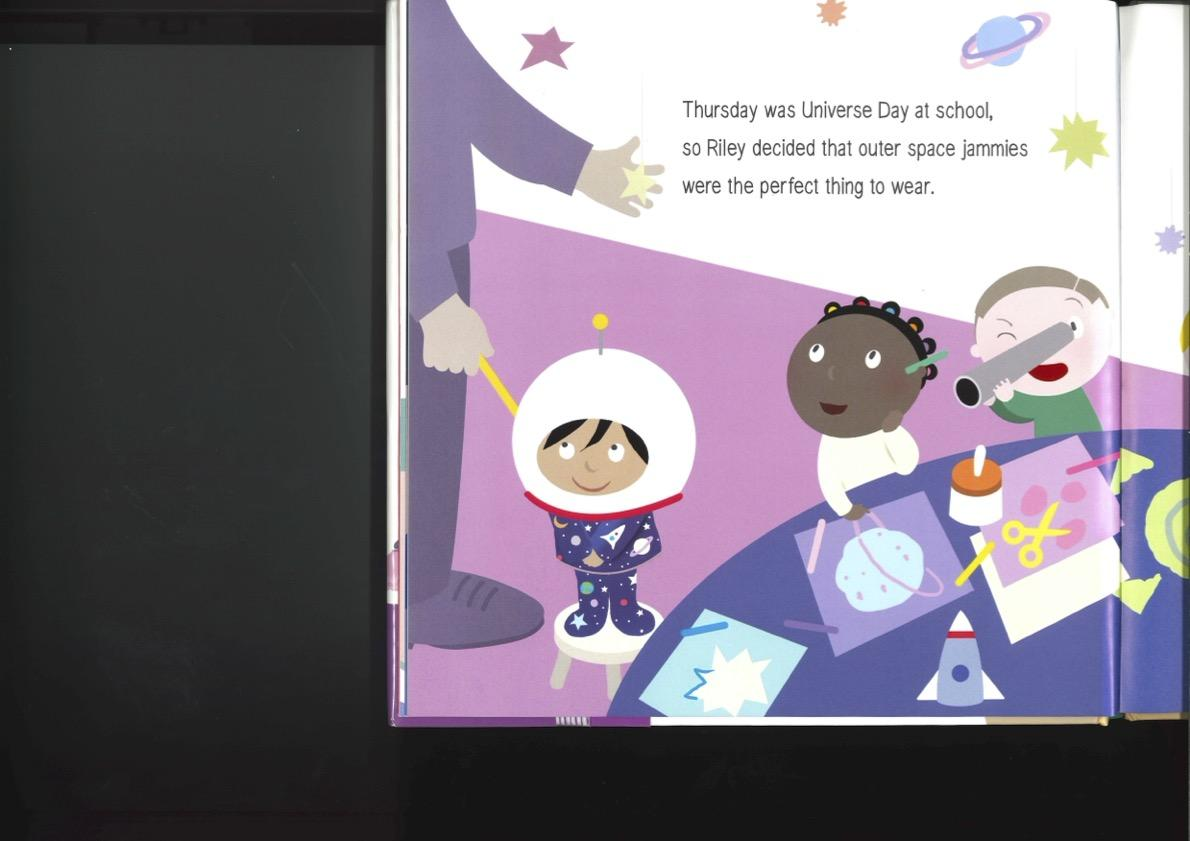 Thursday was Universe Day at school,
so Riley decided that outer space jammies
were the perfect thing to wear.